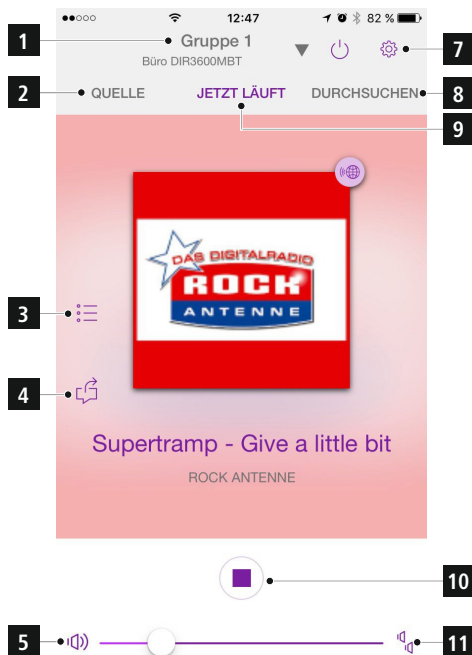 12:47
82 %
1
Gruppe 1
Büro DIR3600MBT
7
2
QUELLE
JETZT LÄUFT
DURCHSUCHEN
8
9
DAS DIGITALRADIO
ROCK
ANTENNE
3
4
Supertramp - Give a little bit
ROCK ANTENNE
10
5
11